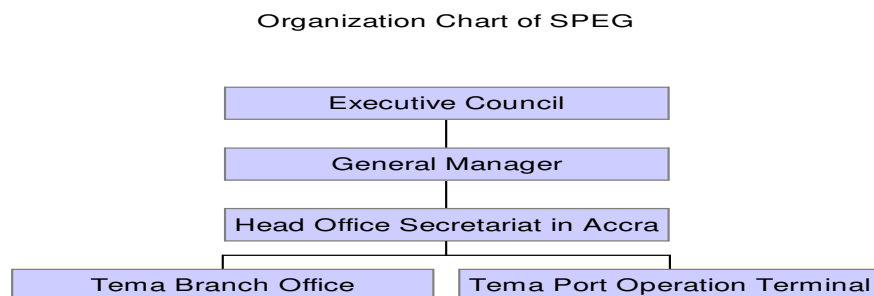 Organization Chart of SPEG
Executive Council
General Manager
Head Office Secretariat in Accra
Tema Branch Office
Tema Port Operation Terminal